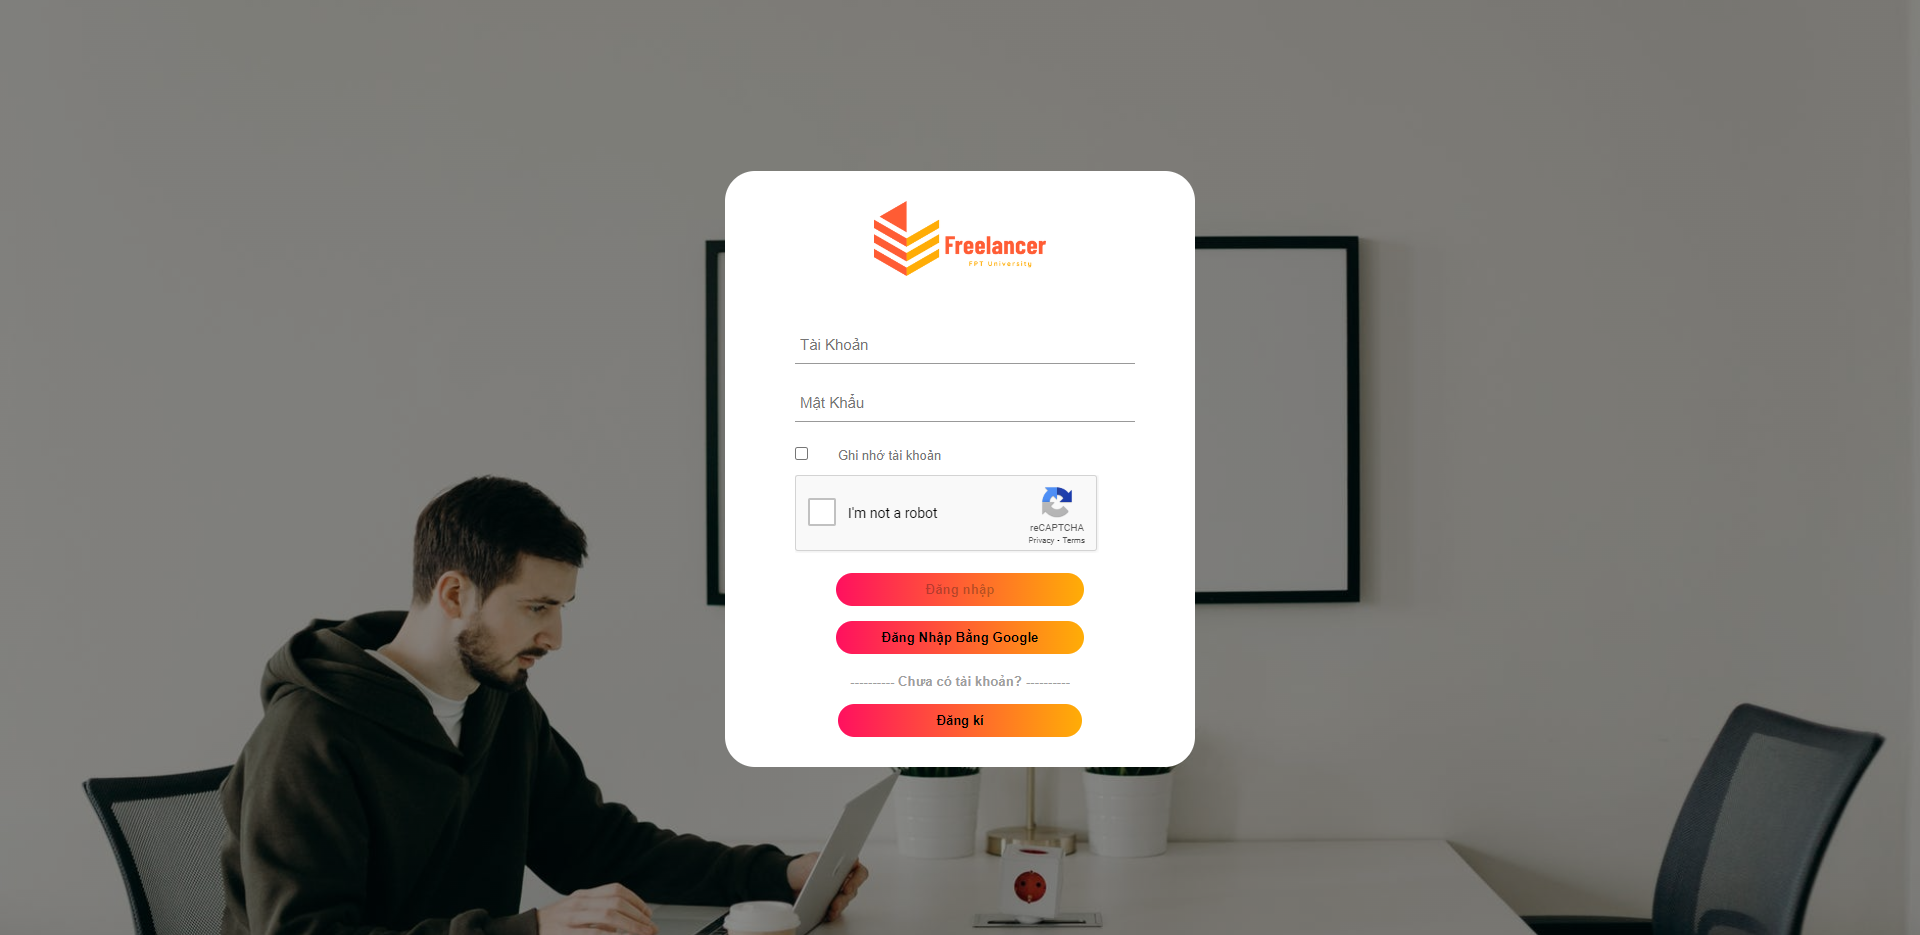 Freelancer
FPT University
Tài Khoản
Mật Khẩu
Ghi nhớ tài khoản
I'm not a robot
reCAPTCHA
Privacy - Terms
Đăng nhập
Đăng Nhập Bằng Google
---------- Chưa có tài khoản? ----------
Đăng kí